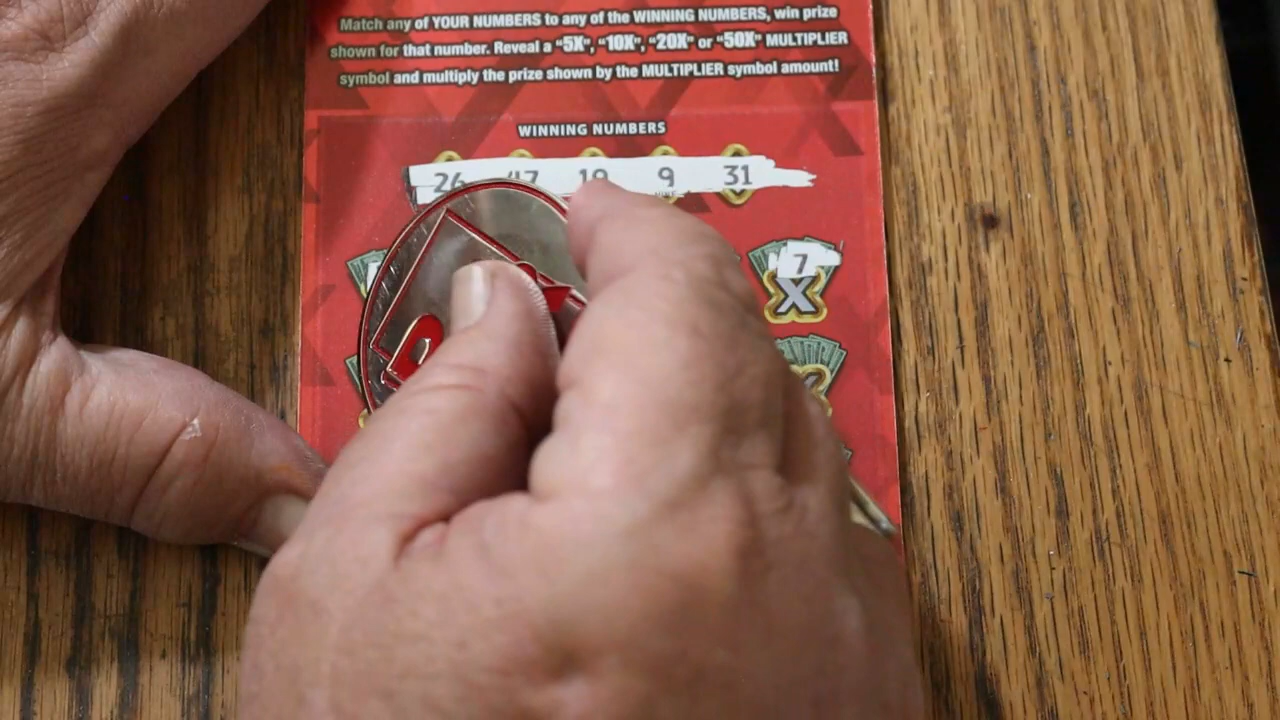 Match any of YOUR NUMBERS to any of the WINNING NUMBERS, win prize
shown for that number. Reveal a "5X", "10X", "20X" or "50X" MULTIPLIER
symbol and multiply the prize shown by the MULTIPLIER symbol amount!
WINNING NUMBERS
26 47 19 9 31
7
X